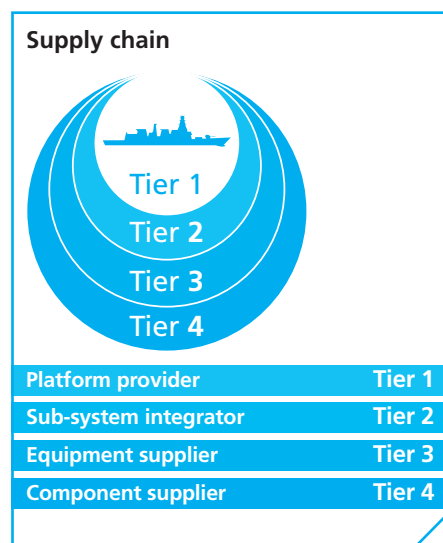 Supply chain
Tier 1
Tier 2
Tier 3
Tier 4
Platform provider Tier 1
Sub-system integrator Tier 2
Equipment supplier Tier 3
Component supplier Tier 4